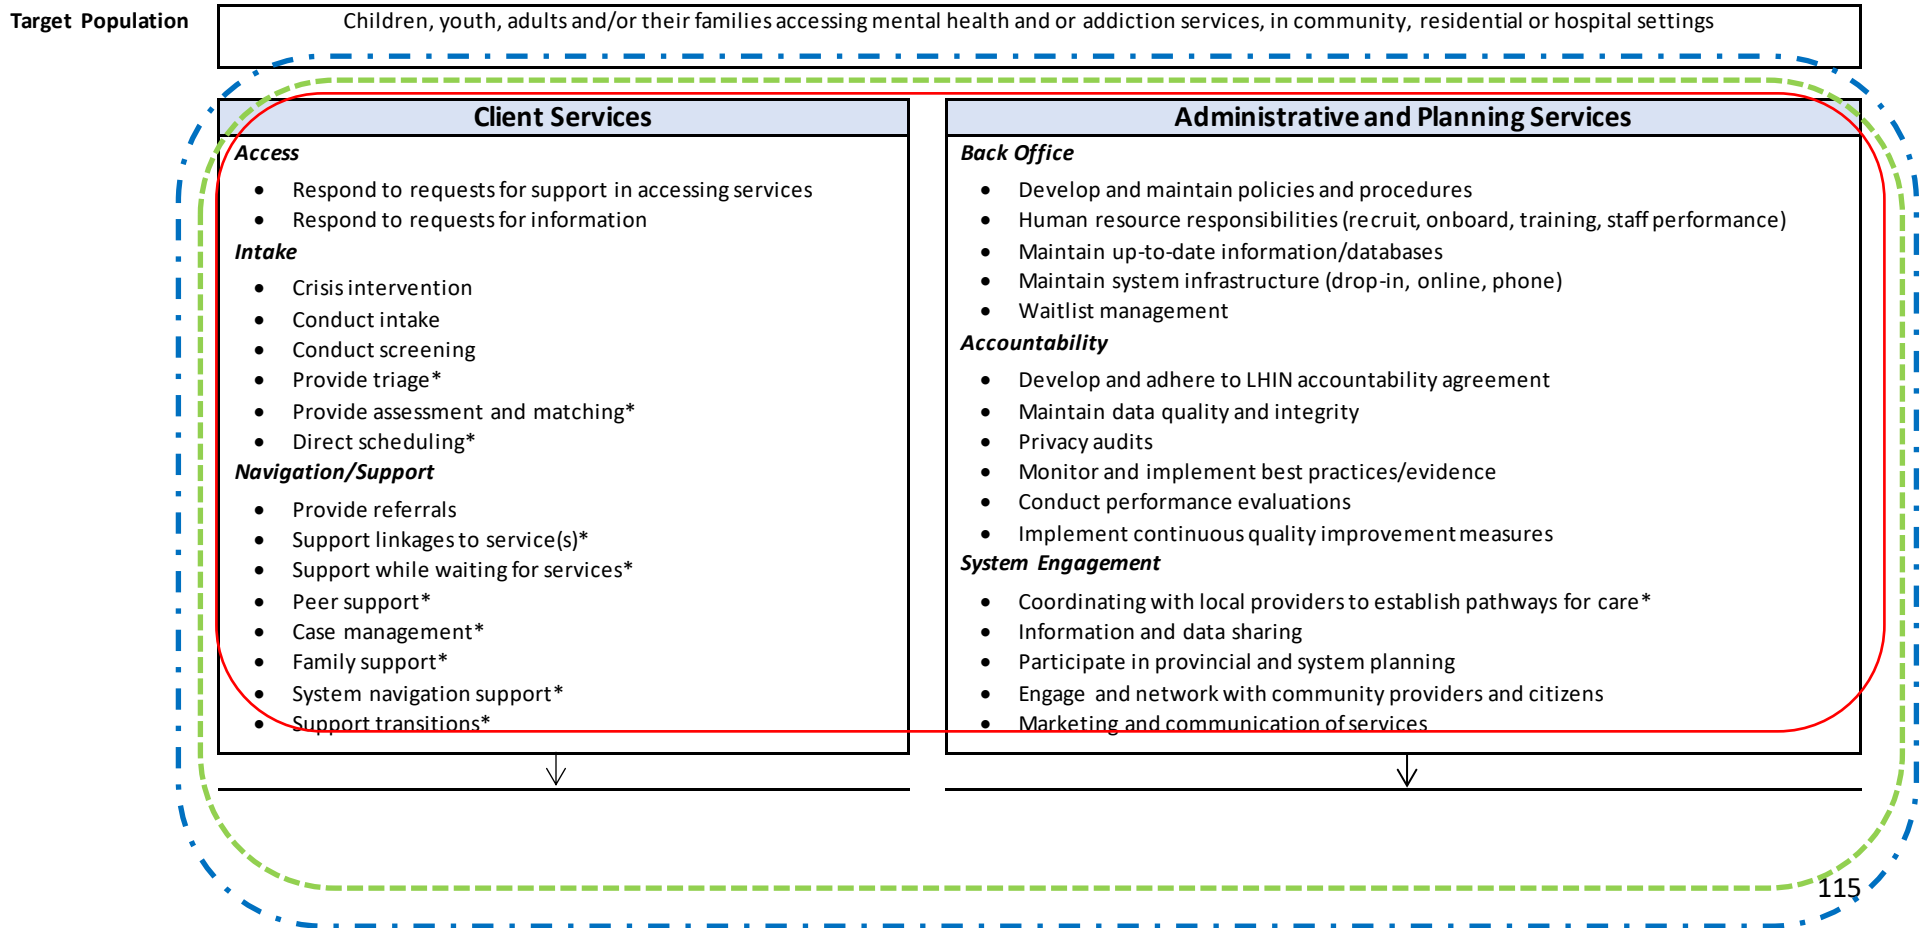 Target Population
Children, youth, adults and/or their families accessing mental health and or addiction services, in community, residential or hospital settings
Client Services
Access
• Respond to requests for support in accessing services
• Respond to requests for information
Intake
• Crisis intervention
• Conduct intake
• Conduct screening
• Provide triage*
• Provide assessment and matching*
• Direct scheduling*
Navigation/Support
• Provide referrals
• Support linkages to service(s)*
• Support while waiting for services*
• Peer support*
• Case management*
• Family support*
• System navigation support*
• Support transitions*
Administrative and Planning Services
Back Office
• Develop and maintain policies and procedures
• Human resource responsibilities (recruit, onboard, training, staff performance)
• Maintain up-to-date information/databases
• Maintain system infrastructure (drop-in, online, phone)
• Waitlist management
Accountability
• Develop and adhere to LHIN accountability agreement
• Maintain data quality and integrity
• Privacy audits
• Monitor and implement best practices/evidence
• Conduct performance evaluations
• Implement continuous quality improvement measures
System Engagement
• Coordinating with local providers to establish pathways for care*
• Information and data sharing
• Participate in provincial and system planning
• Engage and network with community providers and citizens
• Marketing and communication of services
115